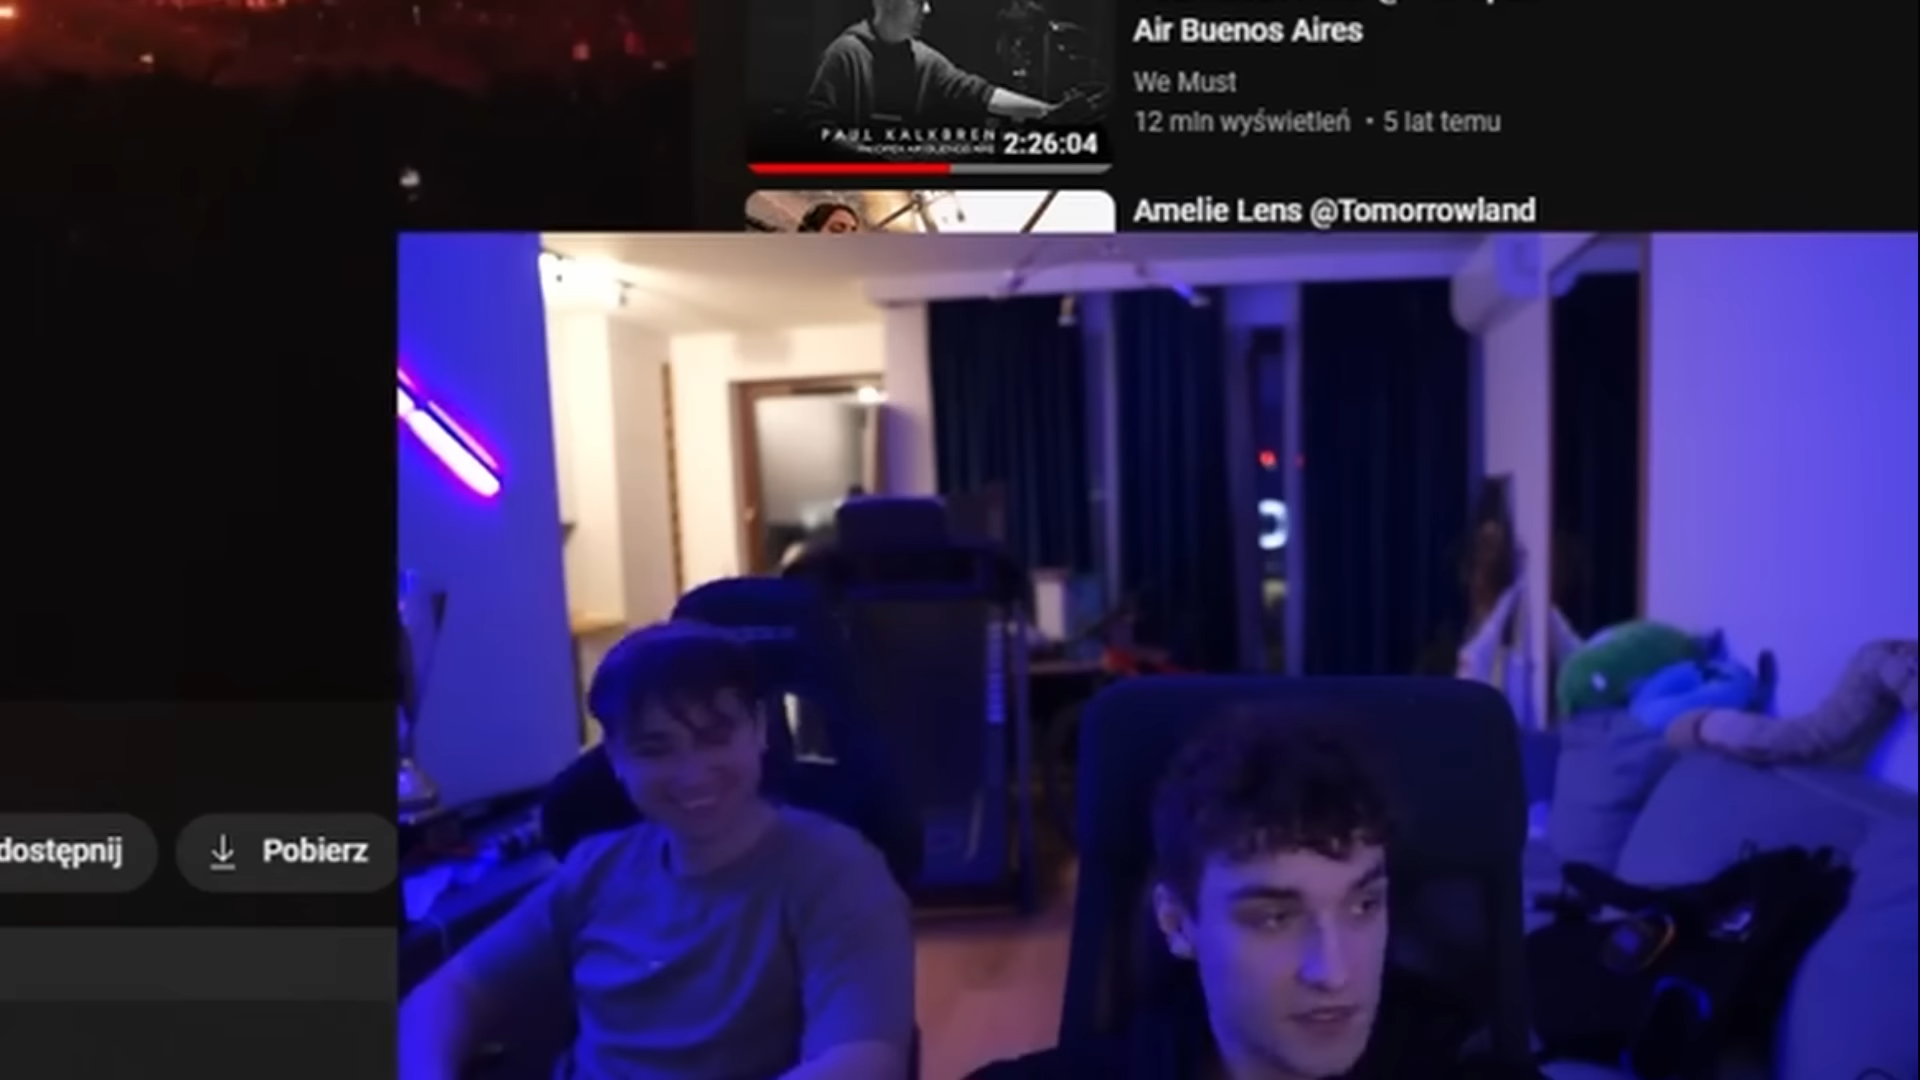 Air Buenos Aires
We Must
12 mln wyświetleń • 5 lat temu
PAUL KALKBREN
2:26:04
Amelie Lens @Tomorrowland
dostępnij
Pobierz